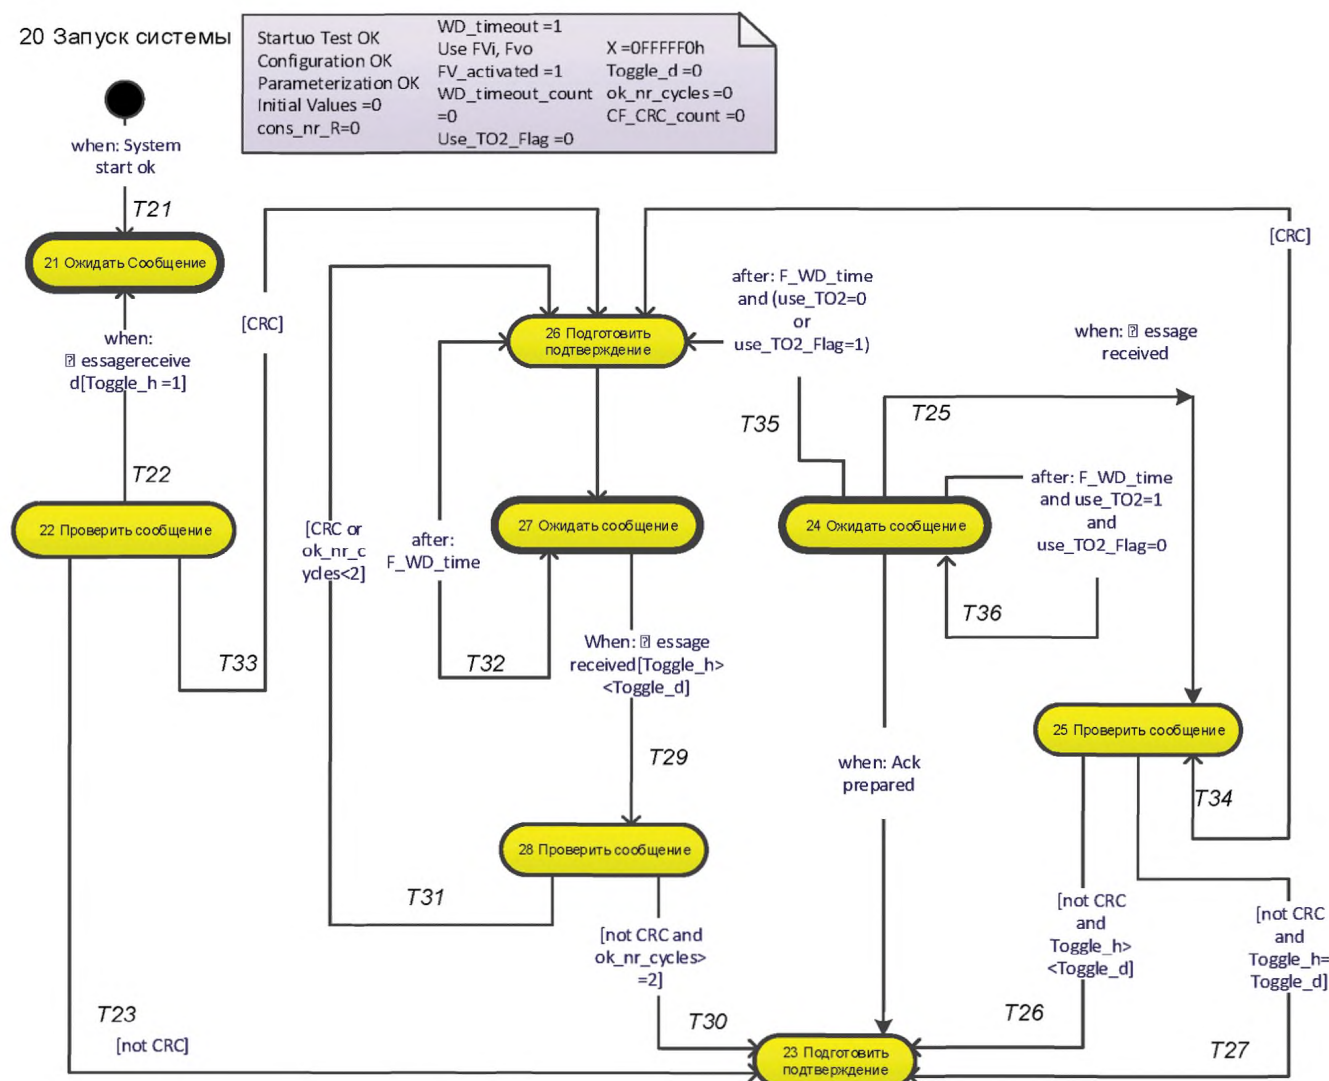 20 Запуск системы
Startuo Test OK
Configuration OK
Parameterization OK
Initial Values =0
cons_nr_R=0
WD_timeout =1
Use FVi, Fvo
FV_activated =1
WD_timeout_count
=0
Use_TO2_Flag =0
X =0FFFFF0h
Toggle_d =0
ok_nr_cycles =0
CF_CRC_count =0
when: System
start ok
T21
21 Ожидать Сообщение
when:
essagereceive
d[Toggle_h =1]
T22
22 Проверить сообщение
[CRC]
T33
T23
[not CRC]
[CRC or
ok_nr_c
ycles<2]
after:
F_WD_time
26 Подготовить
подтверждение
27 Ожидать сообщение
T32
When: essage
received[Toggle_h>
<Toggle_d]
T29
28 Проверить сообщение
T31
[not CRC and
ok_nr_cycles>
=2]
T30
after: F_WD_time
and (use_TO2=0
or
use_TO2_Flag=1)
T35
T25
when: essage
received
[CRC]
24 Ожидать сообщение
after: F_WD_time
and use_TO2=1
and
use_TO2_Flag=0
T36
when: Ack
prepared
25 Проверить сообщение
T34
[not CRC
and
Toggle_h>
<Toggle_d]
T26
[not CRC
and
Toggle_h=
Toggle_d]
T27
23 Подготовить
подтверждение